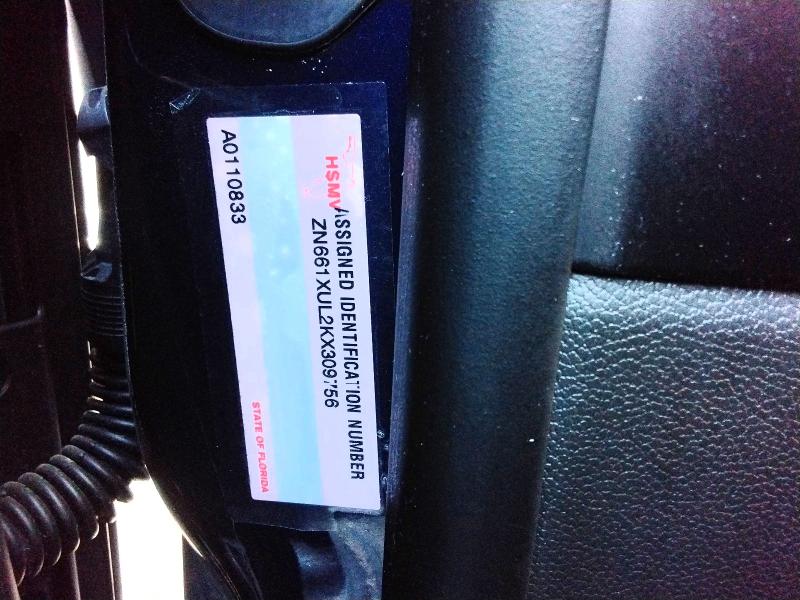 HSMV
ASSIGNED IDENTIFICATION NUMBER
ZN661XUL2KX309756
A0110833
STATE OF FLORIDA